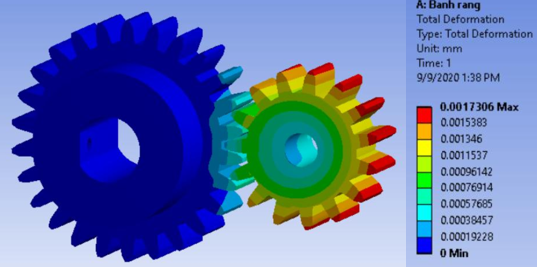 A: Banh rang
Total Deformation
Type: Total Deformation
Unit: mm
Time: 1
9/9/2020 1:38 PM
0.0017306 Max
0.0015383
0.001346
0.0011537
0.00096142
0.00076914
0.00057685
0.00038457
0.00019228
0 Min